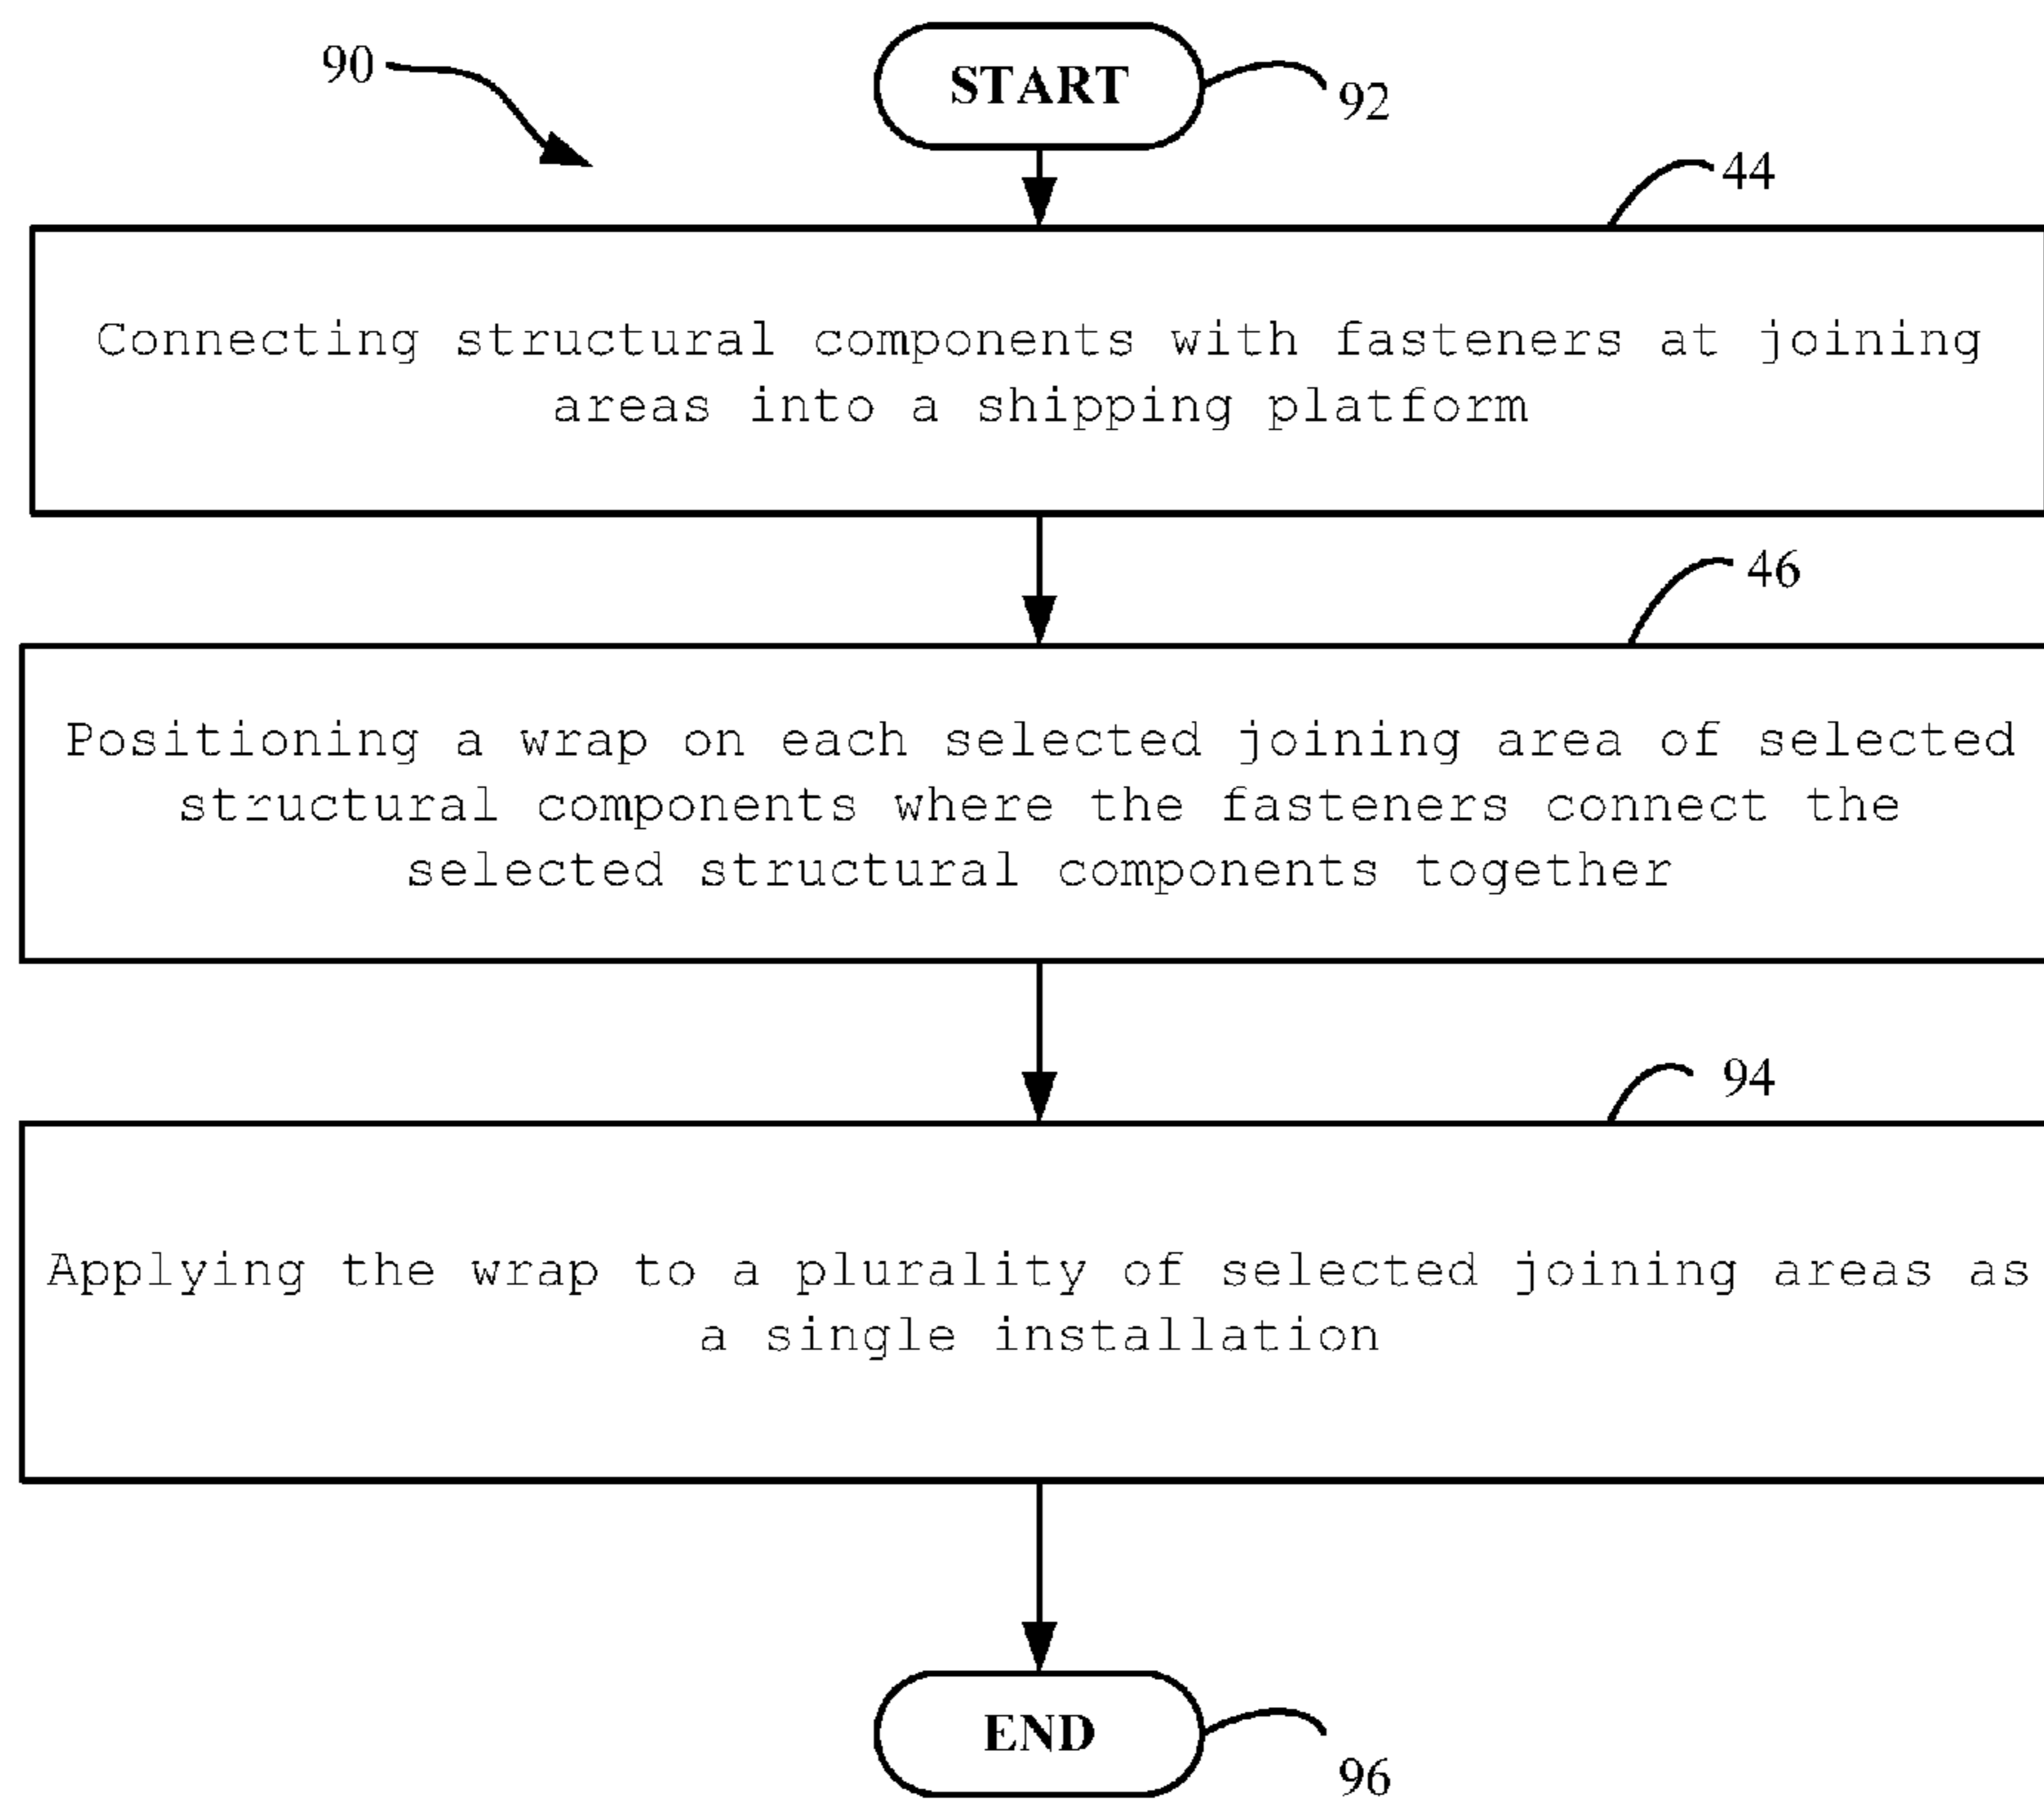 90
START
92
44
Connecting structural components with fasteners at joining
areas into a shipping platform
46
Positioning a wrap on each selected joining area of selected
structural components where the fasteners connect the
selected structural components together
94
Applying the wrap to a plurality of selected joining areas as
a single installation
END
96